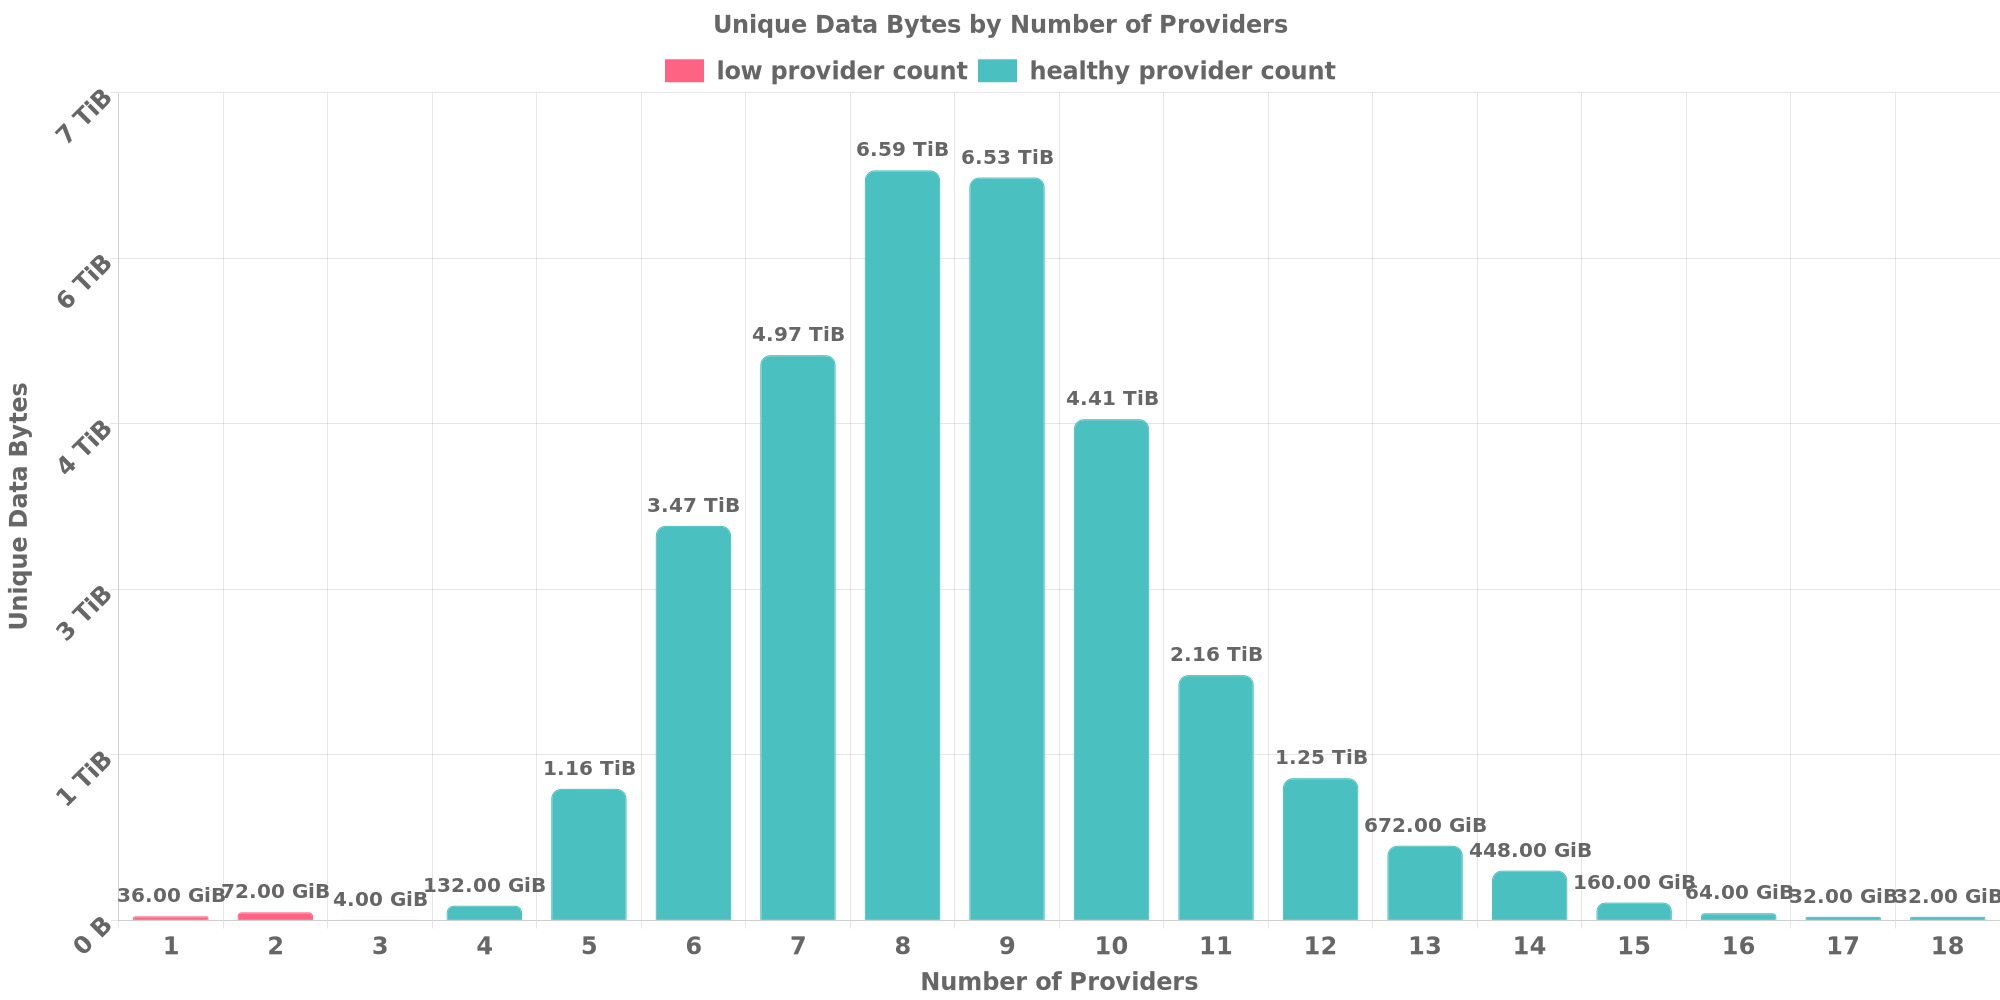 Unique Data Bytes by Number of Providers
low provider count healthy provider count
7 TiB
6 TiB
4 TiB
3 TiB
1 TiB
0 B
Unique Data Bytes
36.00 GiB
72.00 GiB
4.00 GiB
132.00 GiB
1.16 TiB
3.47 TiB
4.97 TiB
6.59 TiB
6.53 TiB
4.41 TiB
2.16 TiB
1.25 TiB
672.00 GiB
448.00 GiB
160.00 GiB
64.00 GiB
32.00 GiB
32.00 GiB
1 2 3 4 5 6 7 8 9 10 11 12 13 14 15 16 17 18
Number of Providers